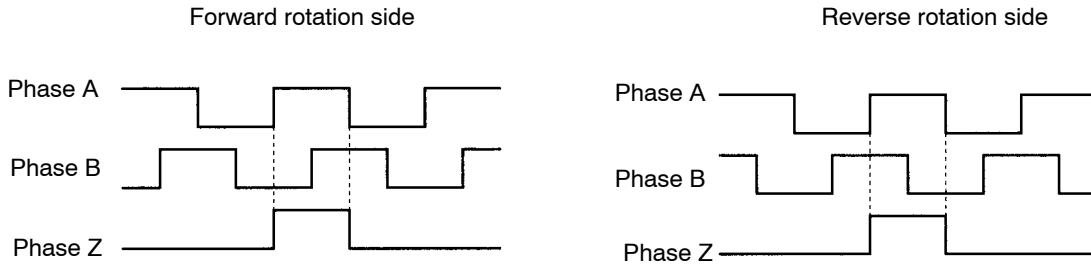 Forward rotation side
Phase A
Phase B
Phase Z
Reverse rotation side
Phase A
Phase B
Phase Z